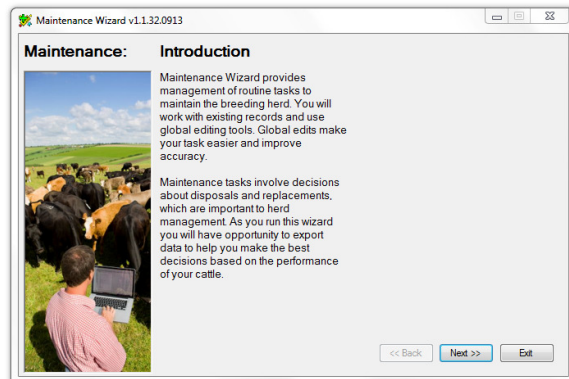 Maintenance Wizard v1.1.32.0913
Maintenance:
Introduction
Maintenance Wizard provides
management of routine tasks to
maintain the breeding herd. You will
work with existing records and use
global editing tools. Global edits make
your task easier and improve
accuracy.
Maintenance tasks involve decisions
about disposals and replacements,
which are important to herd
management. As you run this wizard
you will have opportunity to export
data to help you make the best
decisions based on the performance
of your cattle.
<< Back
Next >>
Exit